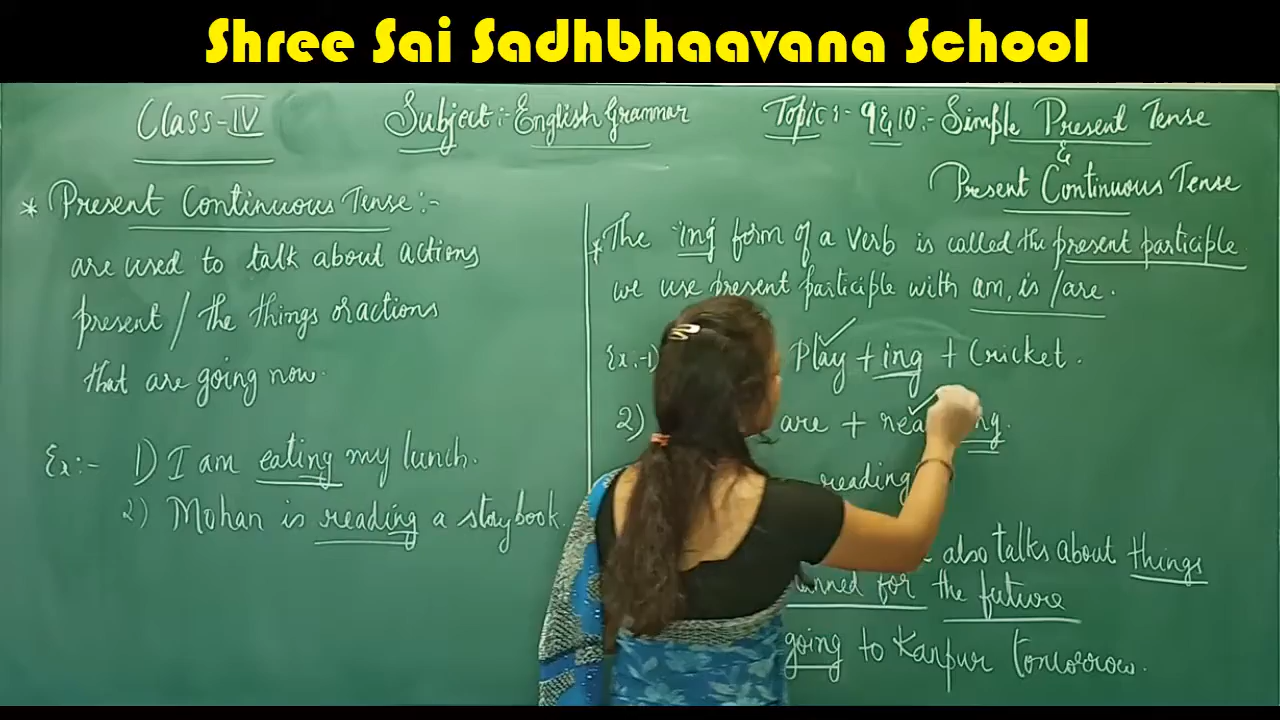 Shree Sai Sadhbhaavana School
Class-IV
Subject:-English Grammar
Topic:- 9 & 10:- Simple Present Tense
&
Present Continuous Tense
* Present Continuous Tense:-
are used to talk about actions
present / the things or actions
that are going now.
Ex:- 1) I am eating my lunch.
2) Mohan is reading a storybook.
* The ing form of a verb is called the present participle
we use present participle with am, is /are.
Ex:-1) Play + ing + Cricket.
2) are + ng.
reading
also talks about things
for the future
going to Kanpur tomorrow.